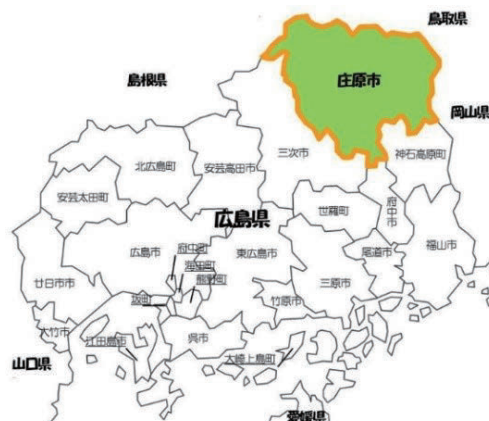 鳥取県
島根県
庄原市
岡山県
三次市
神石高原町
北広島町
安芸高田市
安芸太田町
世羅町
府中市
広島県
広島市
府中町
東広島市
尾道市
福山市
海田町
熊野町
廿日市市
三原市
坂町
竹原市
大竹市
江田島市
呉市
大崎上島町
山口県
愛媛県